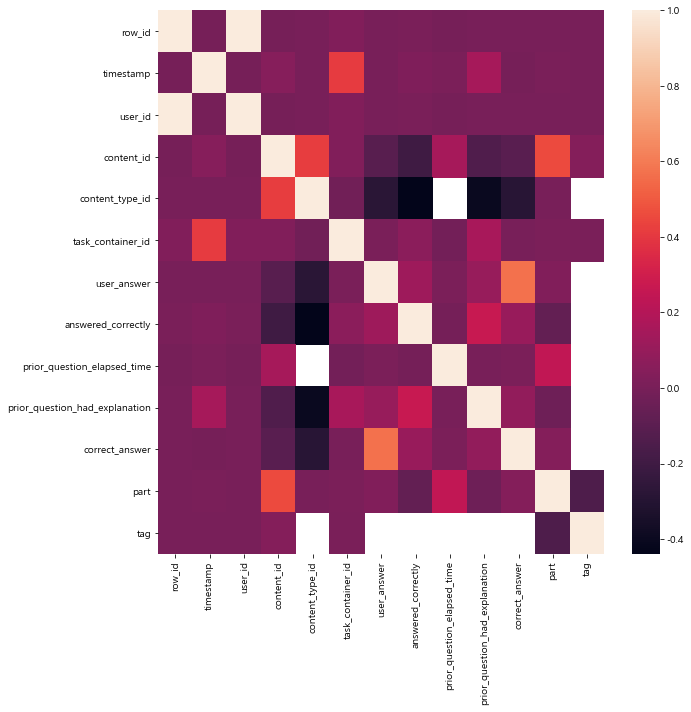 row_id
timestamp
user_id
content_id
content_type_id
task_container_id
user_answer
answered_correctly
prior_question_elapsed_time
prior_question_had_explanation
correct_answer
part
tag
row_id
timestamp
user_id
content_id
content_type_id
task_container_id
user_answer
answered_correctly
prior_question_elapsed_time
prior_question_had_explanation
correct_answer
part
tag
1.0
0.8
0.6
0.4
0.2
0.0
-0.2
-0.4